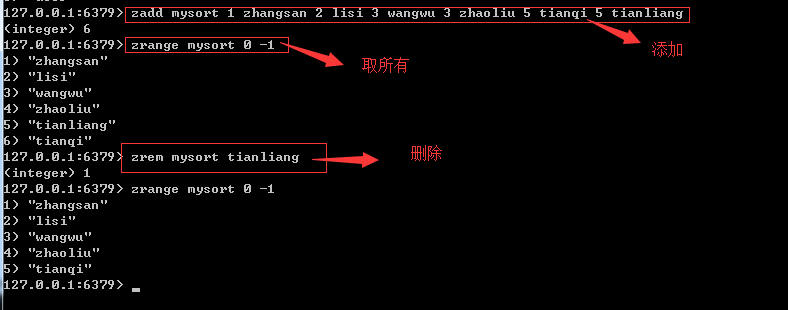 127.0.0.1:6379> zadd mysort 1 zhangsan 2 lisi 3 wangwu 3 zhaoliu 5 tianqi 5 tianliang
(integer) 6
添加
127.0.0.1:6379> zrange mysort 0 -1
取所有
1) "zhangsan"
2) "lisi"
3) "wangwu"
4) "zhaoliu"
5) "tianliang"
6) "tianqi"
127.0.0.1:6379> zrem mysort tianliang
删除
(integer) 1
127.0.0.1:6379> zrange mysort 0 -1
1) "zhangsan"
2) "lisi"
3) "wangwu"
4) "zhaoliu"
5) "tianqi"
127.0.0.1:6379> _